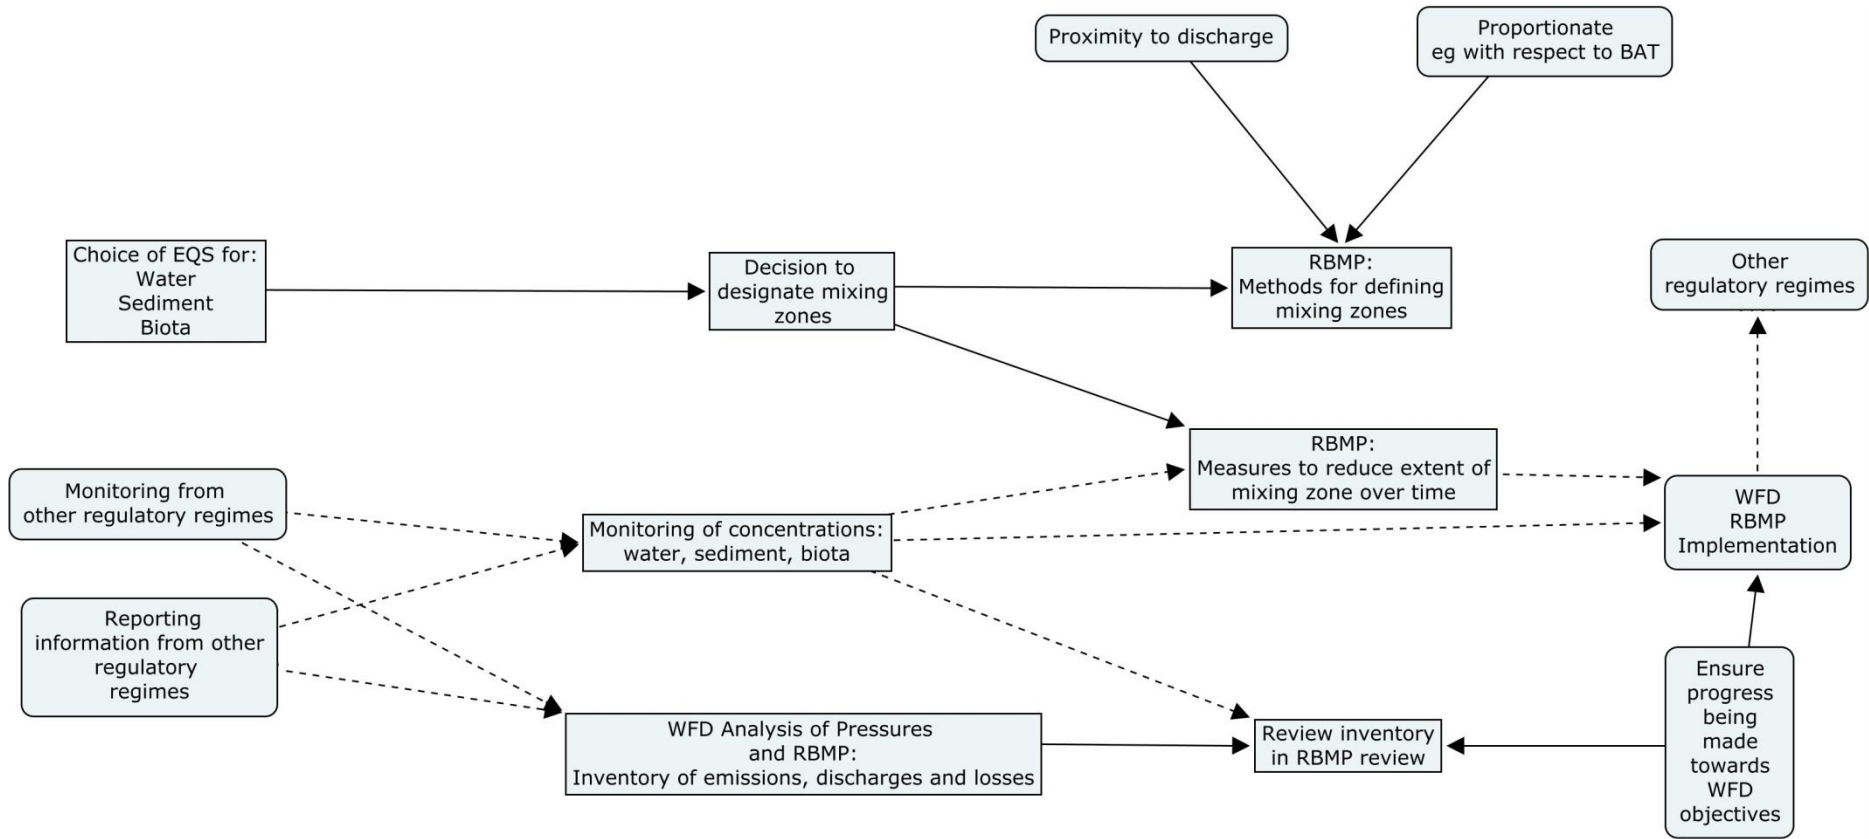 Proximity to discharge
Proportionate
eg with respect to BAT
Choice of EQS for:
Water
Sediment
Biota
Decision to
designate mixing
zones
RBMP:
Methods for defining
mixing zones
Other
regulatory regimes
RBMP:
Measures to reduce extent of
mixing zone over time
Monitoring from
other regulatory regimes
Monitoring of concentrations:
water, sediment, biota
WFD
RBMP
Implementation
Reporting
information from other
regulatory
regimes
WFD Analysis of Pressures
and RBMP:
Inventory of emissions, discharges and losses
Review inventory
in RBMP review
Ensure
progress
being
made
towards
WFD
objectives